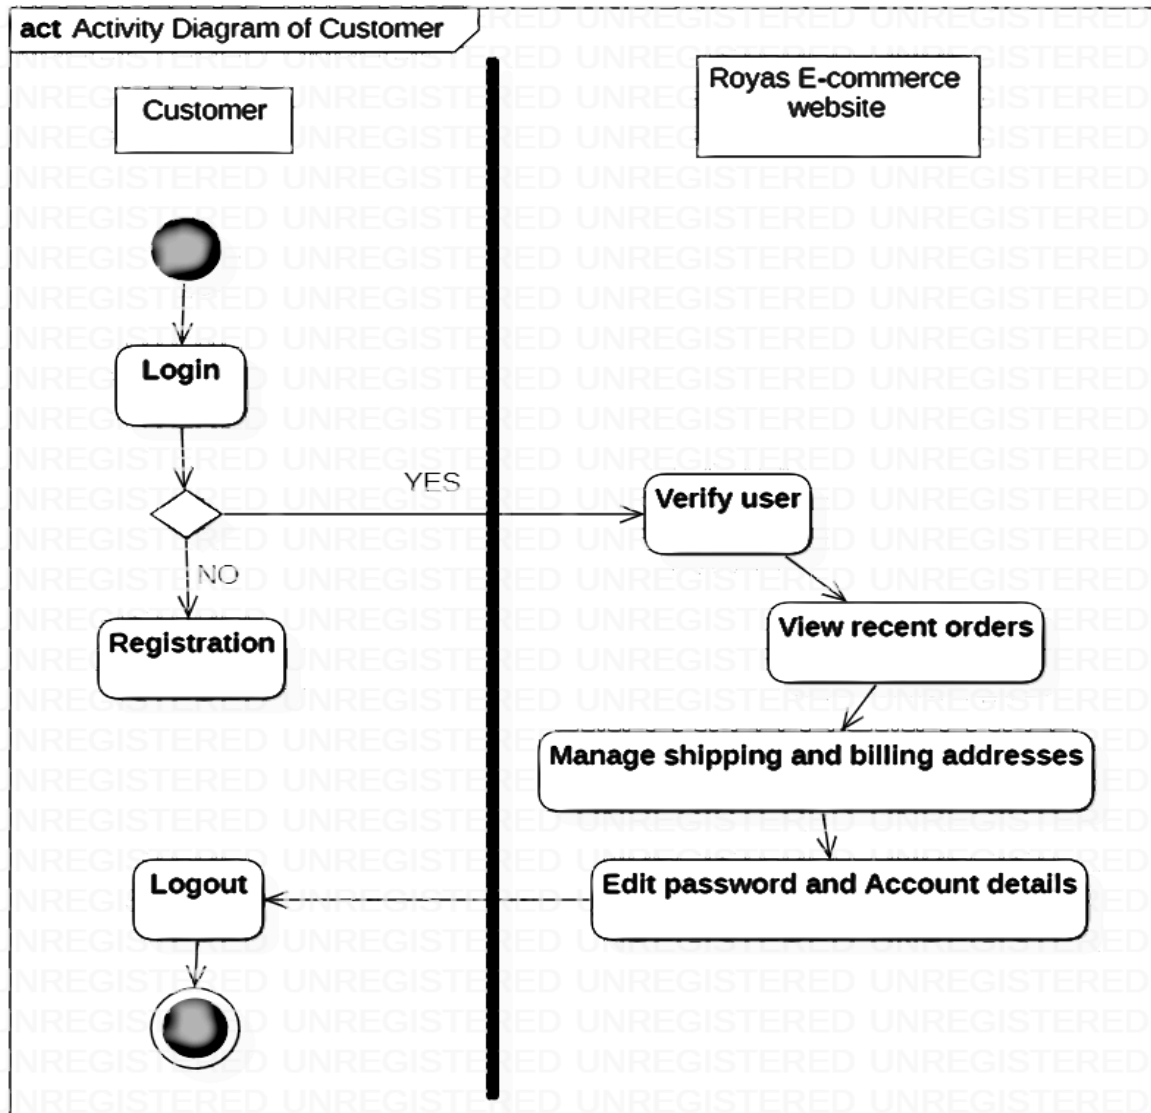 act Activity Diagram of Customer
Customer
Royas E-commerce
website
Login
YES
Verify user
NO
View recent orders
Registration
Manage shipping and billing addresses
Logout
Edit password and Account details
UNREGISTERED